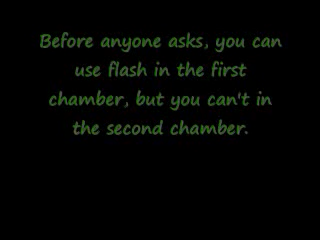 Before anyone asks, you can
use flash in the first
chamber, but you can't in
the second chamber.